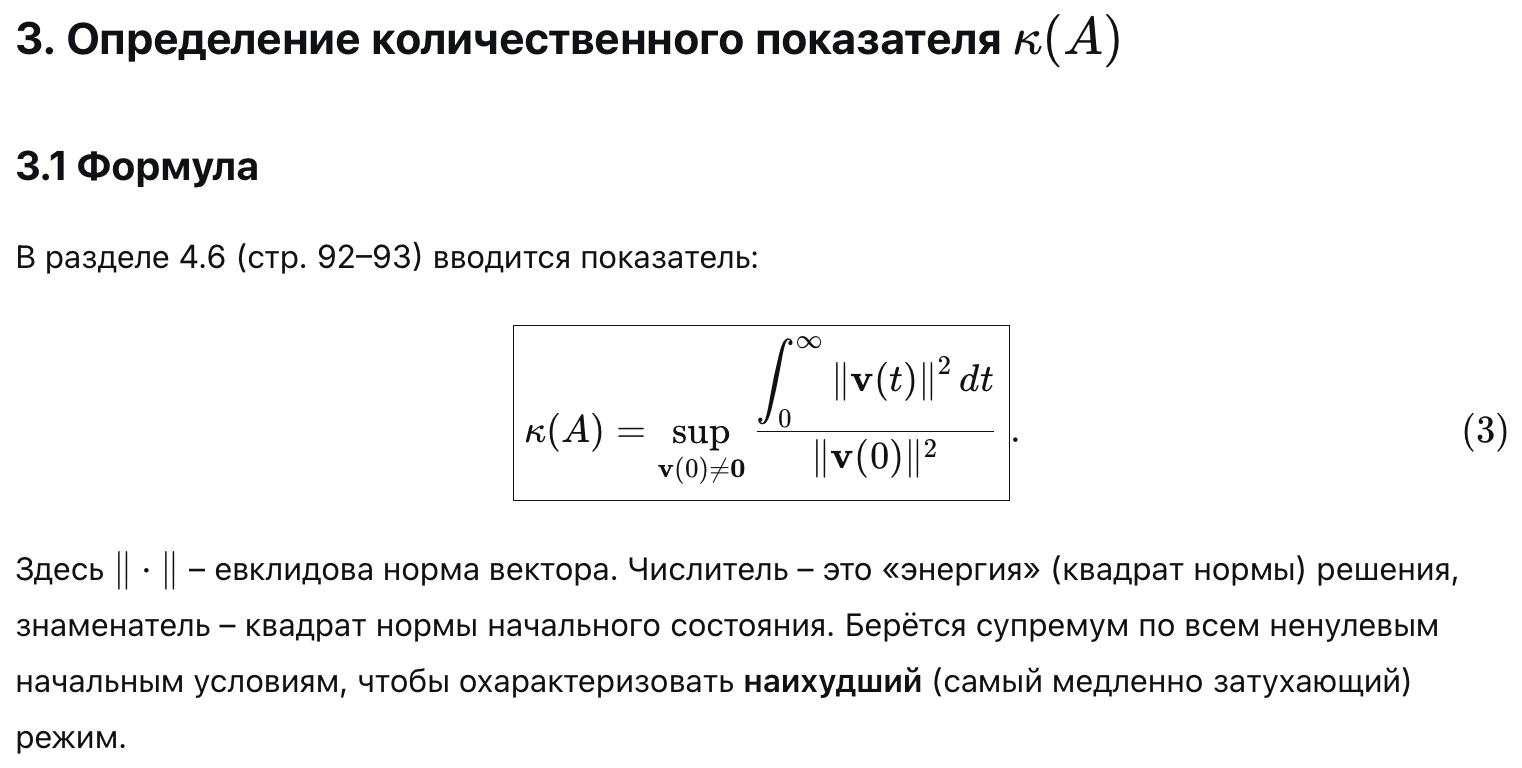 3. Определение количественного показателя κ(A)
3.1 Формула
В разделе 4.6 (стр. 92–93) вводится показатель:
κ(A) = sup_{v(0)≠0} \frac{∫_0^∞ ‖v(t)‖² dt}{‖v(0)‖²}. (3)
Здесь ‖ · ‖ – евклидова норма вектора. Числитель – это «энергия» (квадрат нормы) решения,
знаменатель – квадрат нормы начального состояния. Берётся супремум по всем ненулевым
начальным условиям, чтобы охарактеризовать наихудший (самый медленно затухающий)
режим.